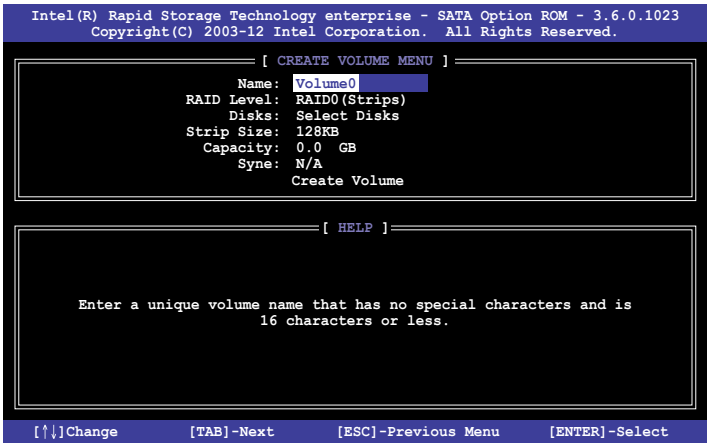 Intel(R) Rapid Storage Technology enterprise - SATA Option ROM - 3.6.0.1023
Copyright(C) 2003-12 Intel Corporation. All Rights Reserved.
[ CREATE VOLUME MENU ]
Name: Volume0
RAID Level: RAID0(Strips)
Disks: Select Disks
Strip Size: 128KB
Capacity: 0.0 GB
Syne: N/A
Create Volume
[ HELP ]
Enter a unique volume name that has no special characters and is
16 characters or less.
[↑↓]Change [TAB]-Next [ESC]-Previous Menu [ENTER]-Select